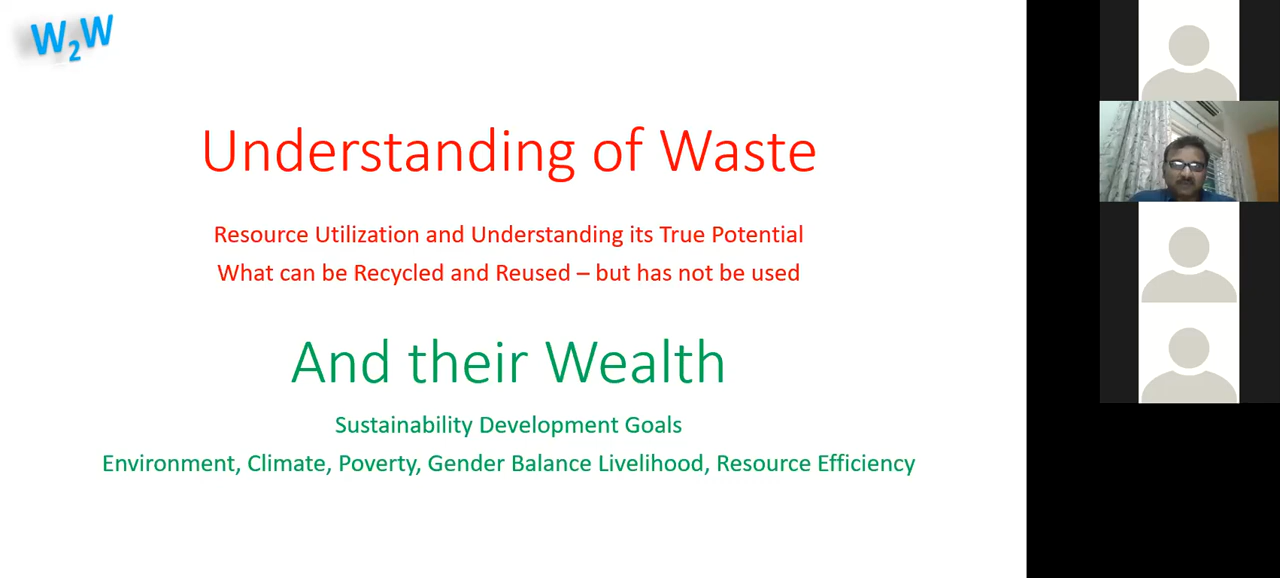 W2W
Understanding of Waste
Resource Utilization and Understanding its True Potential
What can be Recycled and Reused – but has not be used
And their Wealth
Sustainability Development Goals
Environment, Climate, Poverty, Gender Balance Livelihood, Resource Efficiency